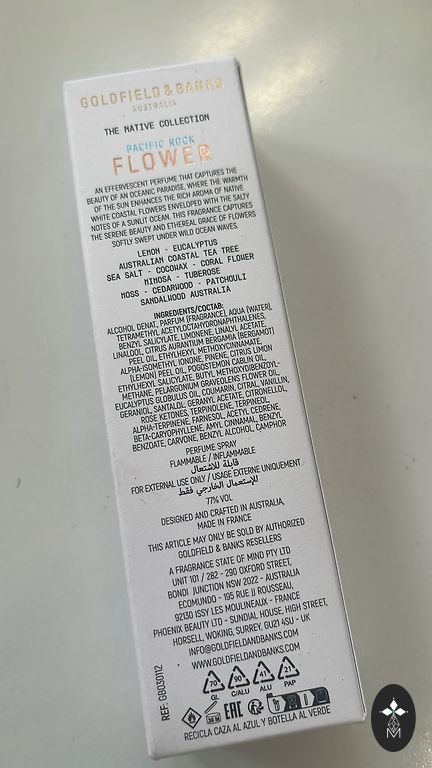 GOLDFIELD & BANKS
AUSTRALIA
THE NATIVE COLLECTION
PACIFIC ROCK
FLOWER
AN EFFERVESCENT PERFUME THAT CAPTURES THE
BEAUTY OF AN OCEANIC PARADISE, WHERE THE WARMTH
OF THE SUN ENHANCES THE RICH AROMA OF NATIVE
WHITE COASTAL FLOWERS ENVELOPED WITH THE SALTY
NOTES OF A SUNLIT OCEAN. THIS FRAGRANCE CAPTURES
THE SERENE BEAUTY AND ETHEREAL GRACE OF FLOWERS
SOFTLY SWEPT UNDER WILD OCEAN WAVES.
LEMON - EUCALYPTUS
AUSTRALIAN COASTAL TEA TREE
SEA SALT - COCOWAX - CORAL FLOWER
MIMOSA - TUBEROSE
MOSS - CEDARWOOD - PATCHOULI
SANDALWOOD AUSTRALIA
INGREDIENTS/СОСТАВ:
ALCOHOL DENAT, PARFUM (FRAGRANCE), AQUA (WATER),
TETRAMETHYL ACETYLOCTAHYDRONAPHTHALENES,
BENZYL SALICYLATE, LIMONENE, LINALYL ACETATE,
LINALOOL, CITRUS AURANTIUM BERGAMIA (BERGAMOT)
PEEL OIL, ETHYLHEXYL METHOXYCINNAMATE,
ALPHA-ISOMETHYL IONONE, PINENE, CITRUS LIMON
(LEMON) PEEL OIL, POGOSTEMON CABLIN OIL,
ETHYLHEXYL SALICYLATE, BUTYL METHOXYDIBENZOYL-
METHANE, PELARGONIUM GRAVEOLENS FLOWER OIL,
EUCALYPTUS GLOBULUS OIL, COUMARIN, CITRAL, VANILLIN,
GERANIOL, SANTALOL, GERANYL ACETATE, CITRONELLOL,
ROSE KETONES, TERPINOLENE, TERPINEOL,
ALPHA-TERPINENE, FARNESOL, ACETYL CEDRENE,
BETA-CARYOPHYLLENE, AMYL CINNAMAL, BENZYL
BENZOATE, CARVONE, BENZYL ALCOHOL, CAMPHOR
PERFUME SPRAY
FLAMMABLE / INFLAMMABLE
قابلة للاشتعال
FOR EXTERNAL USE ONLY / USAGE EXTERNE UNIQUEMENT
للإستعمال الخارجي فقط
77% VOL
DESIGNED AND CRAFTED IN AUSTRALIA,
MADE IN FRANCE
THIS ARTICLE MAY ONLY BE SOLD BY AUTHORIZED
GOLDFIELD & BANKS RESELLERS
A FRAGRANCE STATE OF MIND PTY LTD
UNIT 101 / 282 - 290 OXFORD STREET,
BONDI JUNCTION NSW 2022 - AUSTRALIA
ECOMUNDO - 195 RUE JJ ROUSSEAU,
92130 ISSY LES MOULINEAUX - FRANCE
PHOENIX BEAUTY LTD - SUNDIAL HOUSE, HIGH STREET,
HORSELL, WOKING, SURREY, GU21 4SU - UK
INFO@GOLDFIELDANDBANKS.COM
WWW.GOLDFIELDANDBANKS.COM
70 90 41 21
GL C/ALU ALU PAP
36 M EAC
RECICLA CAJA AL AZUL Y BOTELLA AL VERDE
REF: GB030112
M